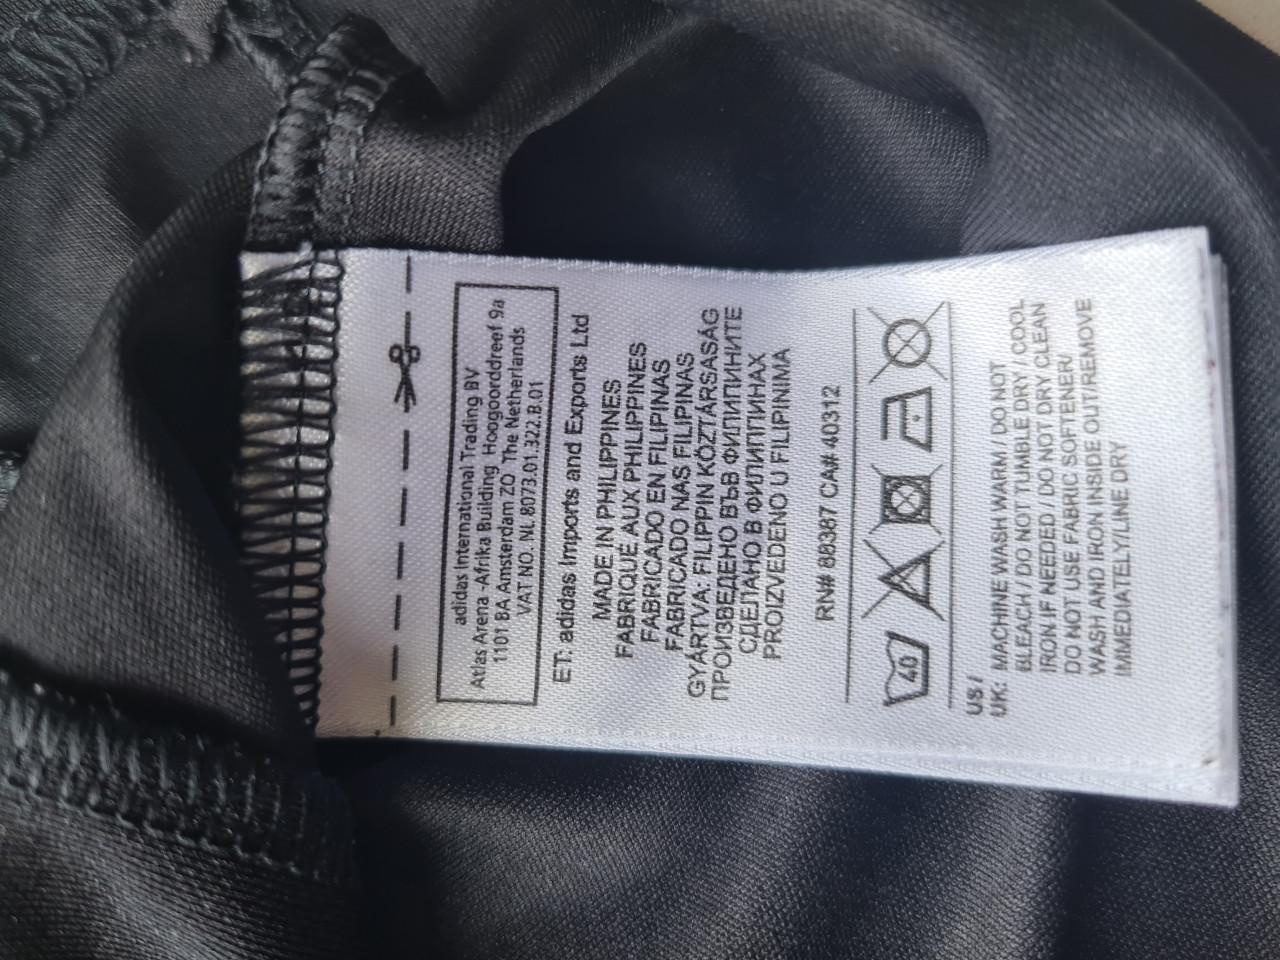 adidas International Trading BV
Atlas Arena -Afrika Building Hoogoorddreef 9a
1101 BA Amsterdam ZO The Netherlands
VAT NO. NL 8073.01.322.B.01
ET: adidas Imports and Exports Ltd
MADE IN PHILIPPINES
FABRIQUÉ AUX PHILIPPINES
FABRICADO EN FILIPINAS
FABRICADO NAS FILIPINAS
GYÁRTVA: FILIPPIN KÖZTÁRSASÁG
ПРОИЗВЕДЕНО ВЪВ ФИЛИПИНИТЕ
СДЕЛАНО В ФИЛИППИНАХ
PROIZVEDENO U FILIPINIMA
RN# 88387 CA# 40312
40
US /
UK: MACHINE WASH WARM / DO NOT
BLEACH / DO NOT TUMBLE DRY / COOL
IRON IF NEEDED / DO NOT DRY CLEAN
DO NOT USE FABRIC SOFTENER/
WASH AND IRON INSIDE OUT/REMOVE
IMMEDIATELY/LINE DRY